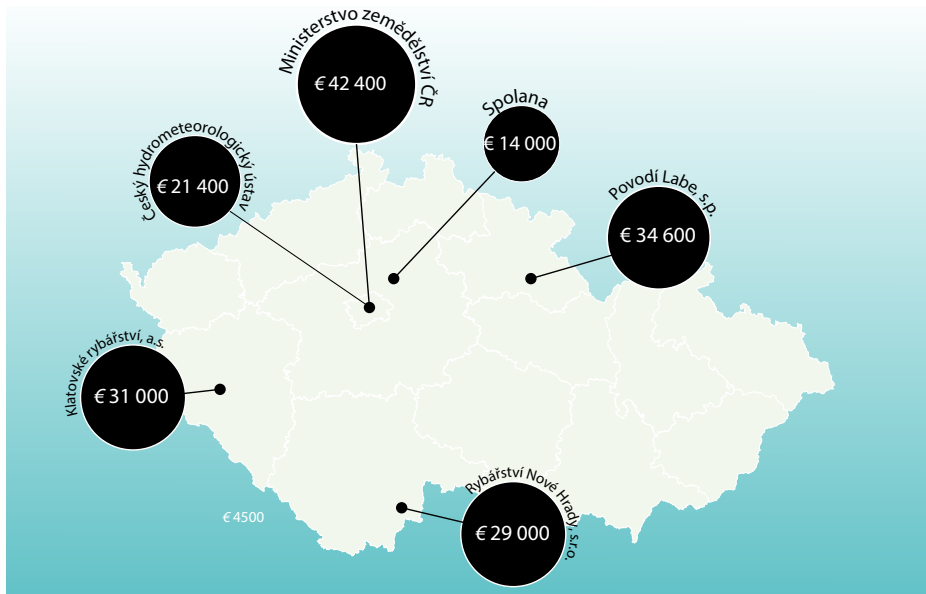 Ministerstvo zemědělství ČR
€ 42 400
Spolana
€ 14 000
Český hydrometeorologický ústav
€ 21 400
Povodí Labe, s.p.
€ 34 600
Klatovské rybářství, a.s.
€ 31 000
Rybářství Nové Hrady, s.r.o.
€ 29 000
€ 4500